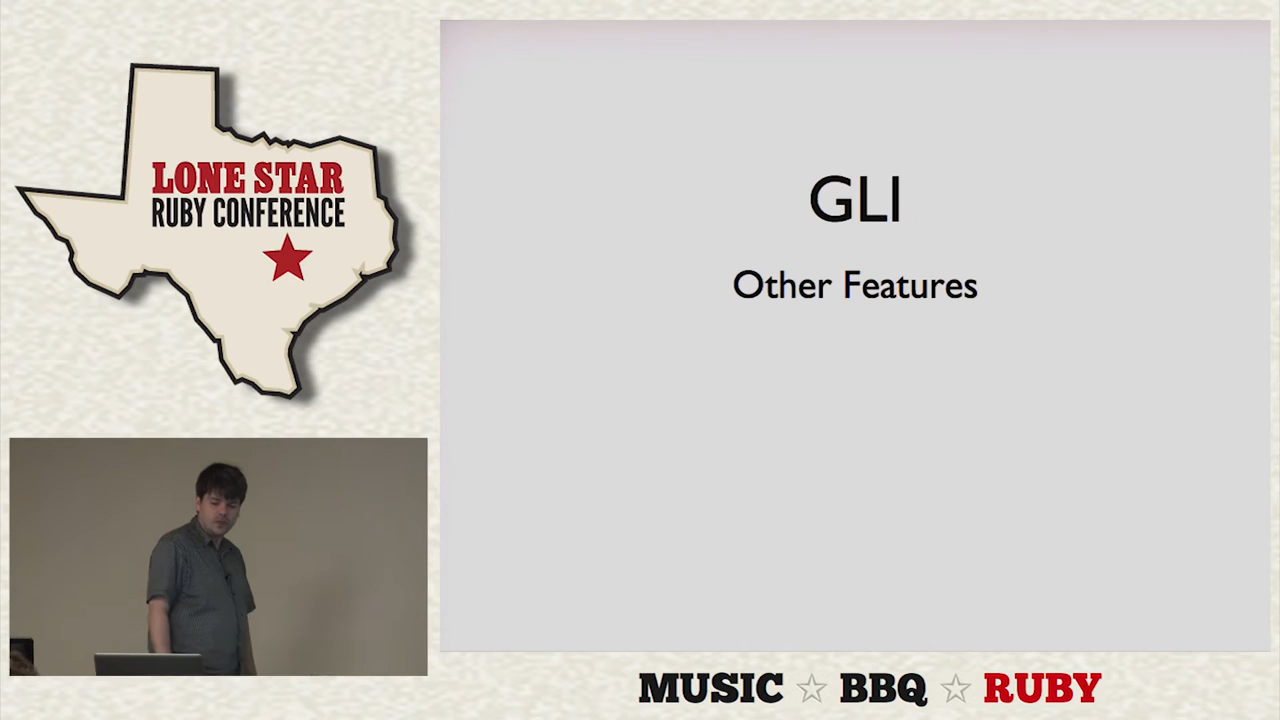 LONE STAR
RUBY CONFERENCE
GLI
Other Features
MUSIC ☆ BBQ ☆ RUBY